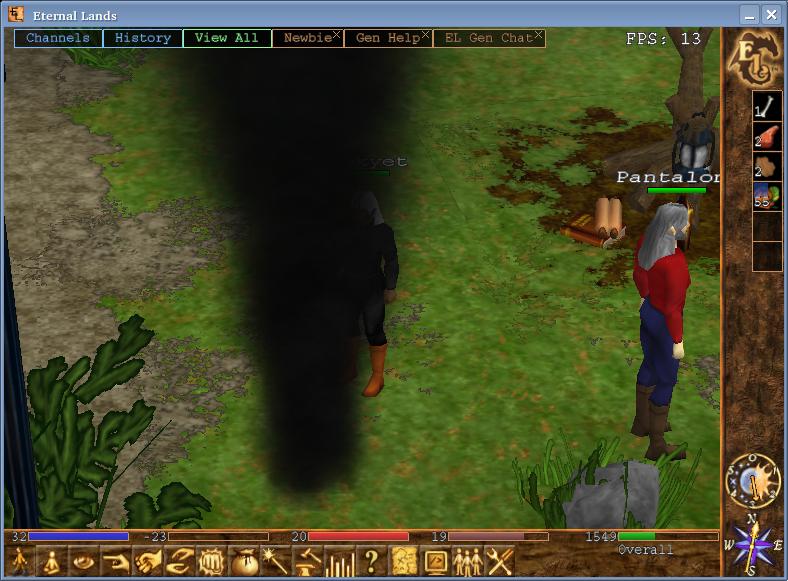 Eternal Lands
Channels History View All Newbie Gen Help EL Gen Chat
FPS: 13
Pantalon
1
2
2
55
32 -23 20 19 1549
Overall
N
W E
S